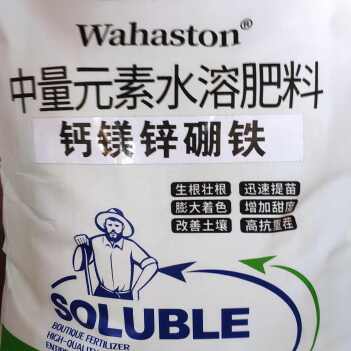 Wahaston®
中量元素水溶肥料
钙镁锌硼铁
生根壮根 迅速提苗
膨大着色 增加甜度
改善土壤 高抗重茬
SOLUBLE
BOUTIQUE FERTILIZER
HIGH-QUALITY